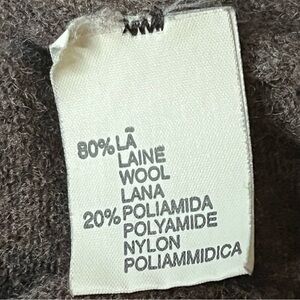 80% LÃ
LAINE
WOOL
LANA
20% POLIAMIDA
POLYAMIDE
NYLON
POLIAMMIDICA